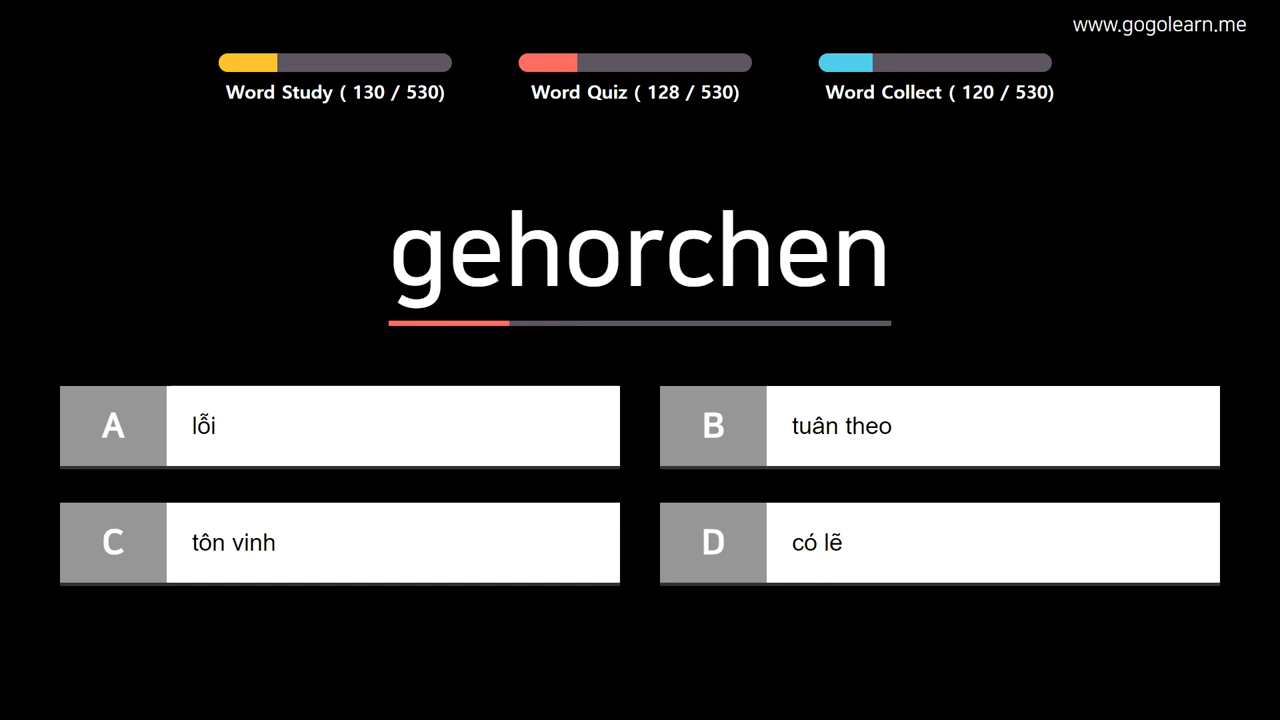 www.gogolearn.me
Word Study ( 130 / 530)
Word Quiz ( 128 / 530)
Word Collect ( 120 / 530)
gehorchen
A lỗi
B tuân theo
C tôn vinh
D có lẽ